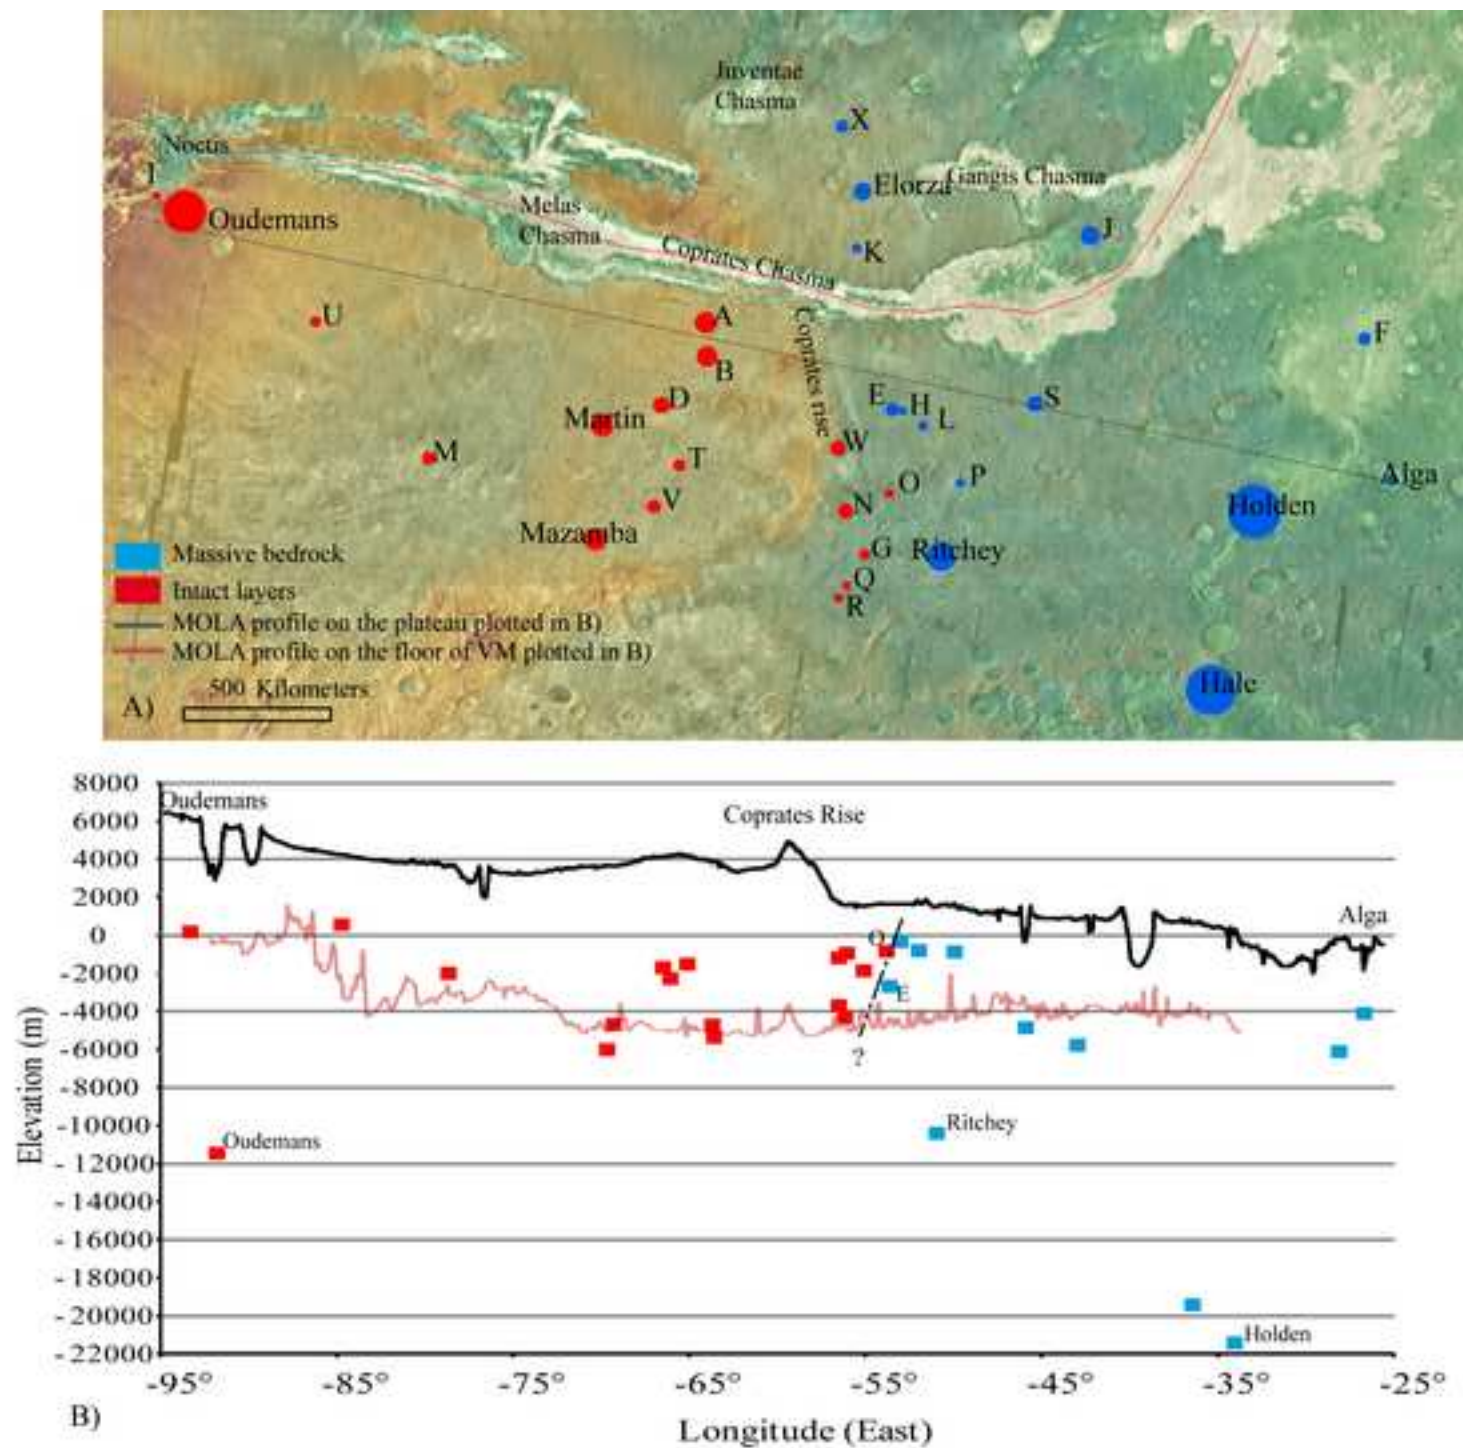 Juventae
Chasma
X
Noctus
I
Oudemans
Elorza
Gangis Chasma
Melas
Chasma
Coprates Chasma
K
J
U
A
Coprates rise
F
B
D
E
H
S
Martin
L
M
W
T
Alga
P
O
V
N
Holden
Mazamba
G
Ritchey
Massive bedrock
Q
Intact layers
R
MOLA profile on the plateau plotted in B)
MOLA profile on the floor of VM plotted in B)
Hale
500 Kilometers
A)
8000
Oudemans
6000
Coprates Rise
4000
2000
Alga
0
O
-2000
E
-4000
-6000
?
-8000
-10000
Ritchey
Oudemans
-12000
-14000
-16000
-18000
-20000
Holden
-22000
Elevation (m)
-95° -85° -75° -65° -55° -45° -35° -25°
B)
Longitude (East)